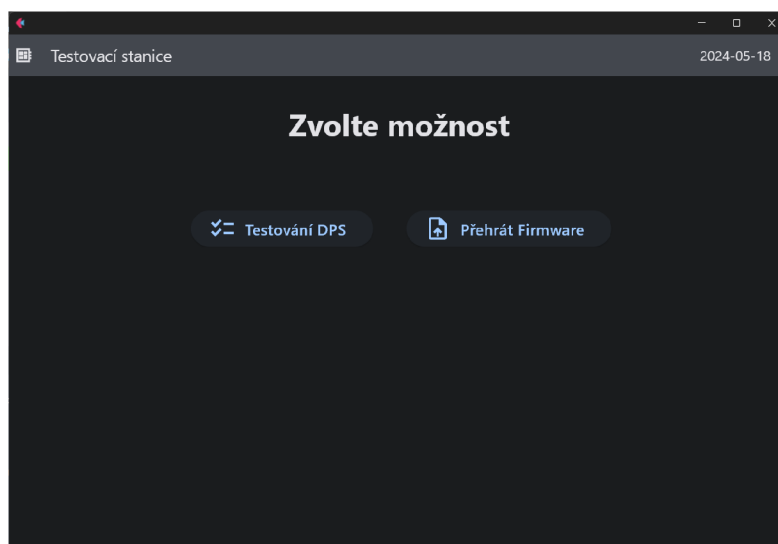 Testovací stanice
2024-05-18
Zvolte možnost
Testování DPS
Přehrát Firmware